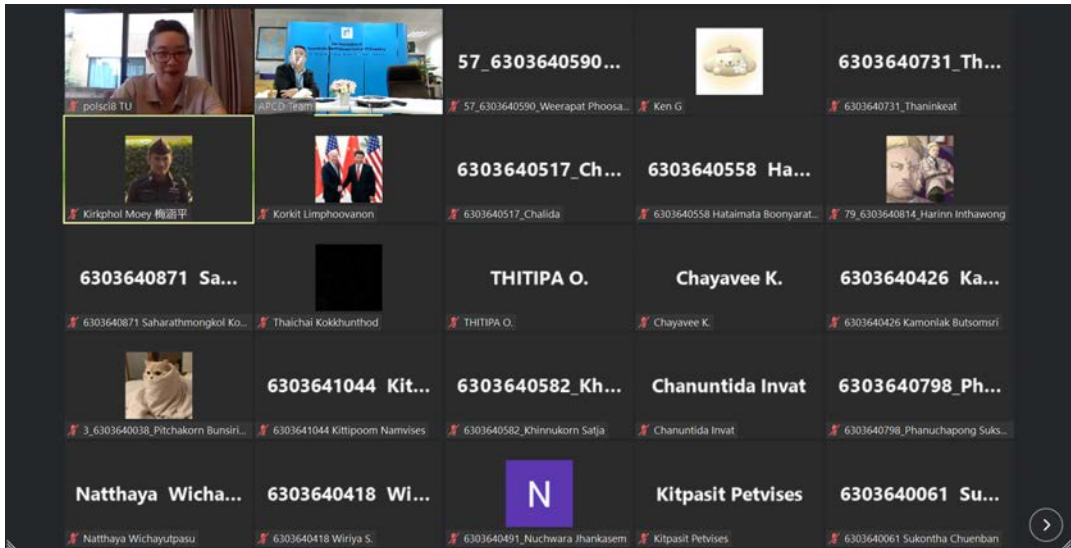 polsci8 TU
APCD Team
57_6303640590...
57_6303640590_Weerapat Phoosa...
Ken G
6303640731_Th...
6303640731_Thaninkeat
Kirkphol Moey 梅涵平
Korkit Limphoovanon
6303640517_Ch...
6303640517_Chalida
6303640558 Ha...
6303640558 Hataimata Boonyarat...
79_6303640814_Harinn Inthawong
6303640871 Sa...
6303640871 Saharathmongkol Ko...
Thaichai Kokkhunthod
THITIPA O.
THITIPA O.
Chayavee K.
Chayavee K.
6303640426 Ka...
6303640426 Kamonlak Butsomsri
3_6303640038_Pitchakorn Bunsiri...
6303641044 Kit...
6303641044 Kittipoom Namvises
6303640582_Kh...
6303640582_Khinnukorn Satja
Chanuntida Invat
Chanuntida Invat
6303640798_Ph...
6303640798_Phanuchapong Suks...
Natthaya Wicha...
Natthaya Wichayutpasu
6303640418 Wi...
6303640418 Wiriya S.
N
6303640491_Nuchwara Jhankasem
Kitpasit Petvises
Kitpasit Petvises
6303640061 Su...
6303640061 Sukontha Chuenban